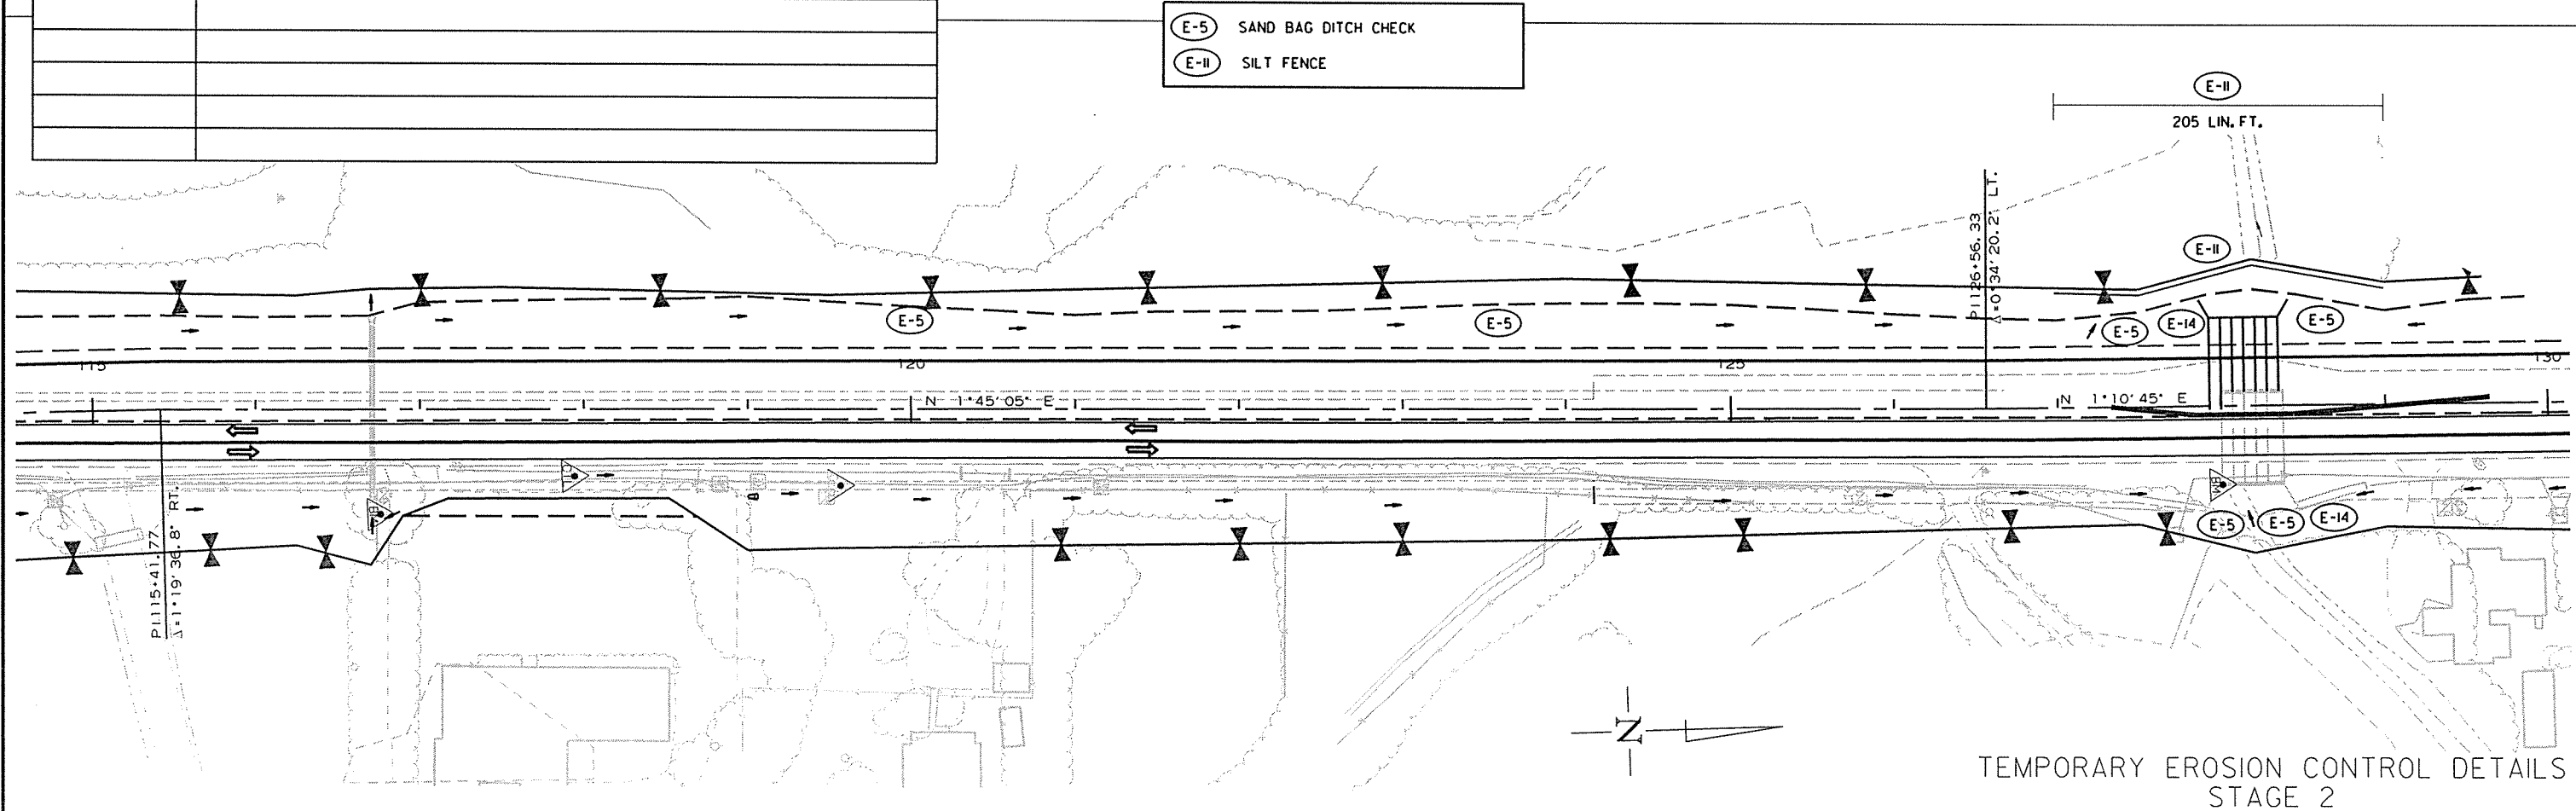 E-5 SAND BAG DITCH CHECK
E-11 SILT FENCE
E-11
205 LIN. FT.
P.I. 126+56.33
Δ=0°34'20.2" LT.
E-11
E-5
E-5
E-5
E-14
E-5
115
120
125
130
N 1°45'05" E
N 1°10'45" E
P.I. 115+41.77
Δ=1°19'36.8" RT.
BM
E-5
E-5
E-14
N
TEMPORARY EROSION CONTROL DETAILS
STAGE 2